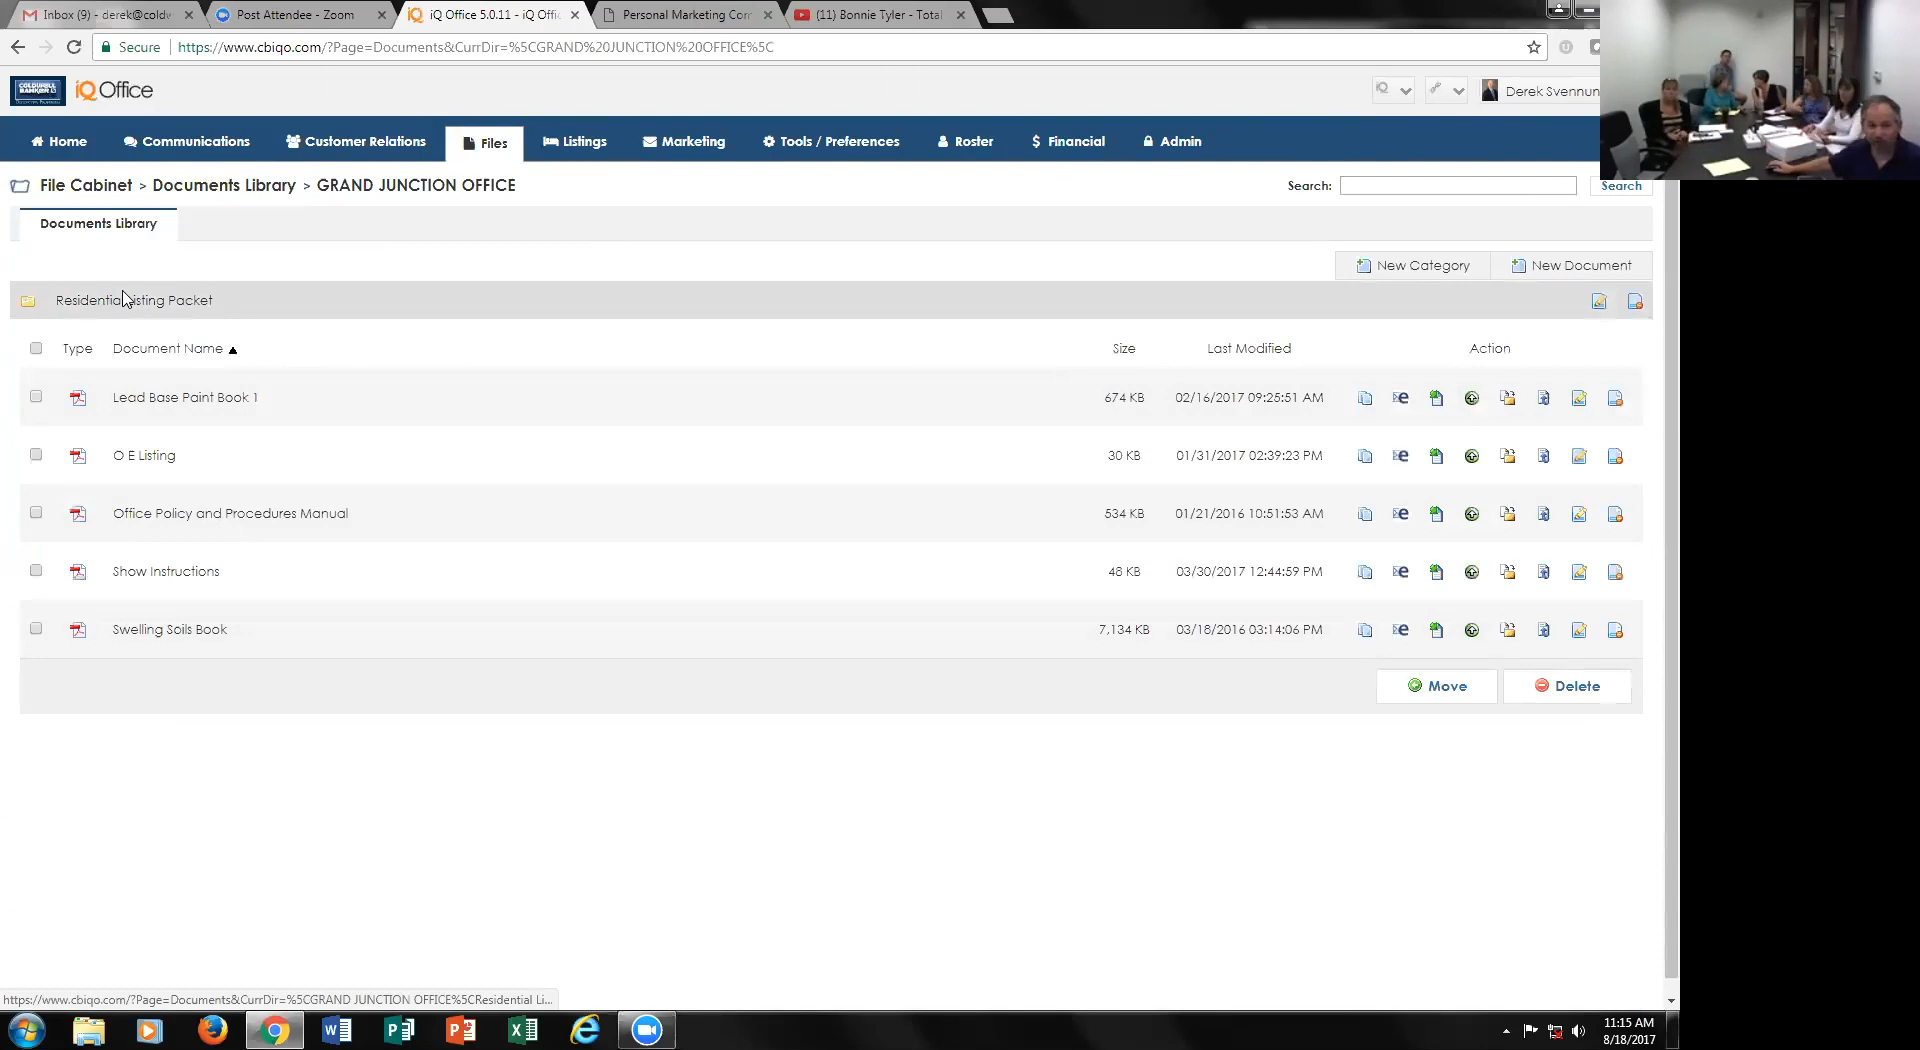 Inbox (9) - derek@coldw
Post Attendee - Zoom
iQ Office 5.0.11 - iQ Offic
Personal Marketing Com
(11) Bonnie Tyler - Total
Secure https://www.cbiqo.com/?Page=Documents&CurrDir=%5CGRAND%20JUNCTION%20OFFICE%5C
COLDWELL BANKER iQ Office
Derek Svennun
Home Communications Customer Relations Files Listings Marketing Tools / Preferences Roster $ Financial Admin
File Cabinet > Documents Library > GRAND JUNCTION OFFICE
Search: Search
Documents Library
New Category New Document
Residential Listing Packet
Type Document Name ▲ Size Last Modified Action
Lead Base Paint Book 1 674 KB 02/16/2017 09:25:51 AM
O E Listing 30 KB 01/31/2017 02:39:23 PM
Office Policy and Procedures Manual 534 KB 01/21/2016 10:51:53 AM
Show Instructions 48 KB 03/30/2017 12:44:59 PM
Swelling Soils Book 7,134 KB 03/18/2016 03:14:06 PM
Move Delete
https://www.cbiqo.com/?Page=Documents&CurrDir=%5CGRAND JUNCTION OFFICE%5CResidential Li...
11:15 AM
8/18/2017